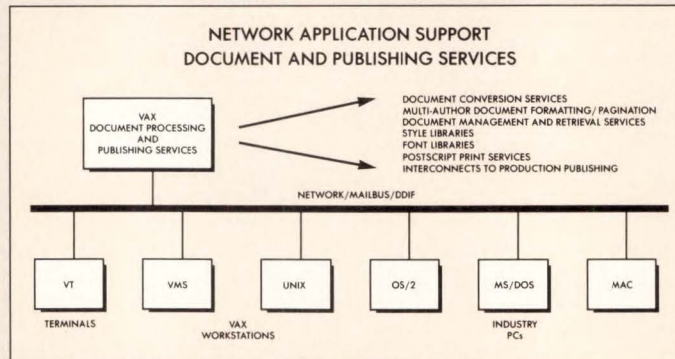 NETWORK APPLICATION SUPPORT
DOCUMENT AND PUBLISHING SERVICES
VAX
DOCUMENT PROCESSING
AND
PUBLISHING SERVICES
DOCUMENT CONVERSION SERVICES
MULTI-AUTHOR DOCUMENT FORMATTING/PAGINATION
DOCUMENT MANAGEMENT AND RETRIEVAL SERVICES
STYLE LIBRARIES
FONT LIBRARIES
POSTSCRIPT PRINT SERVICES
INTERCONNECTS TO PRODUCTION PUBLISHING
NETWORK/MAILBUS/DDIF
VT
VMS
UNIX
OS/2
MS/DOS
MAC
TERMINALS
VAX
WORKSTATIONS
INDUSTRY
PCs